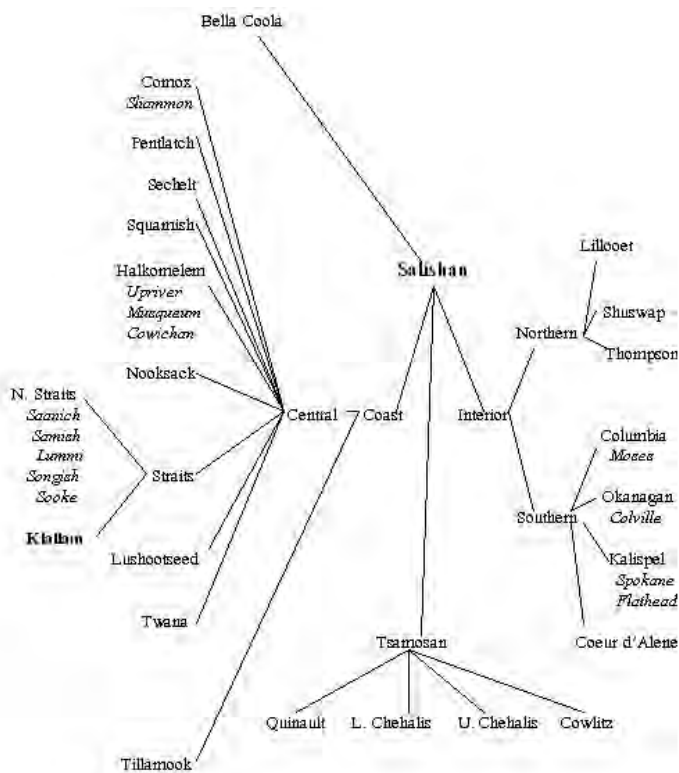 Bella Coola
Comox
Sliammon
Pentlatch
Sechelt
Squamish
Halkomelem
Upriver
Musqueum
Cowichan
Nooksack
N. Straits
Saanich
Samish
Lummi
Songish
Sooke
Klallam
Straits
Lushootseed
Twana
Tillamook
Central
Coast
Salishan
Interior
Northern
Lillooet
Shuswap
Thompson
Southern
Columbia
Moses
Okanagan
Colville
Kalispel
Spokane
Flathead
Coeur d'Alene
Tsamosan
Quinault
L. Chehalis
U. Chehalis
Cowlitz